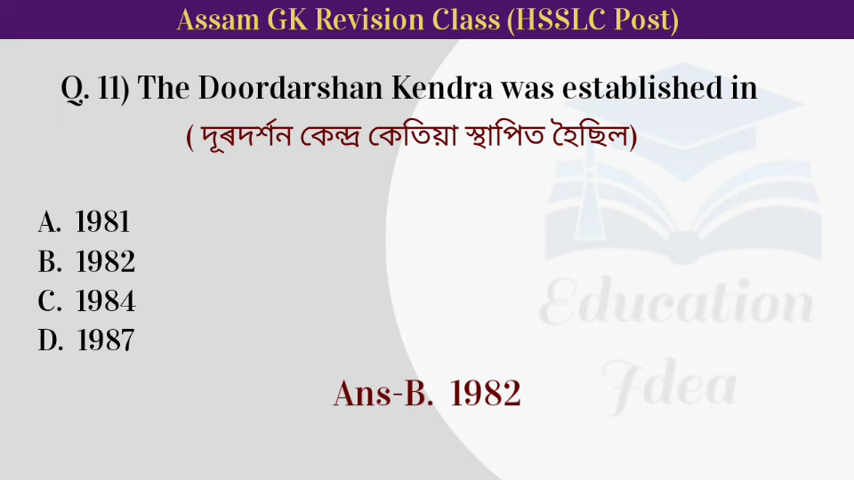 Assam GK Revision Class (HSSLC Post)
Q. 11) The Doordarshan Kendra was established in
( দূৰদৰ্শন কেন্দ্ৰ কেতিয়া স্থাপিত হৈছিল)
A. 1981
B. 1982
C. 1984
D. 1987
Ans-B. 1982
Education
Idea